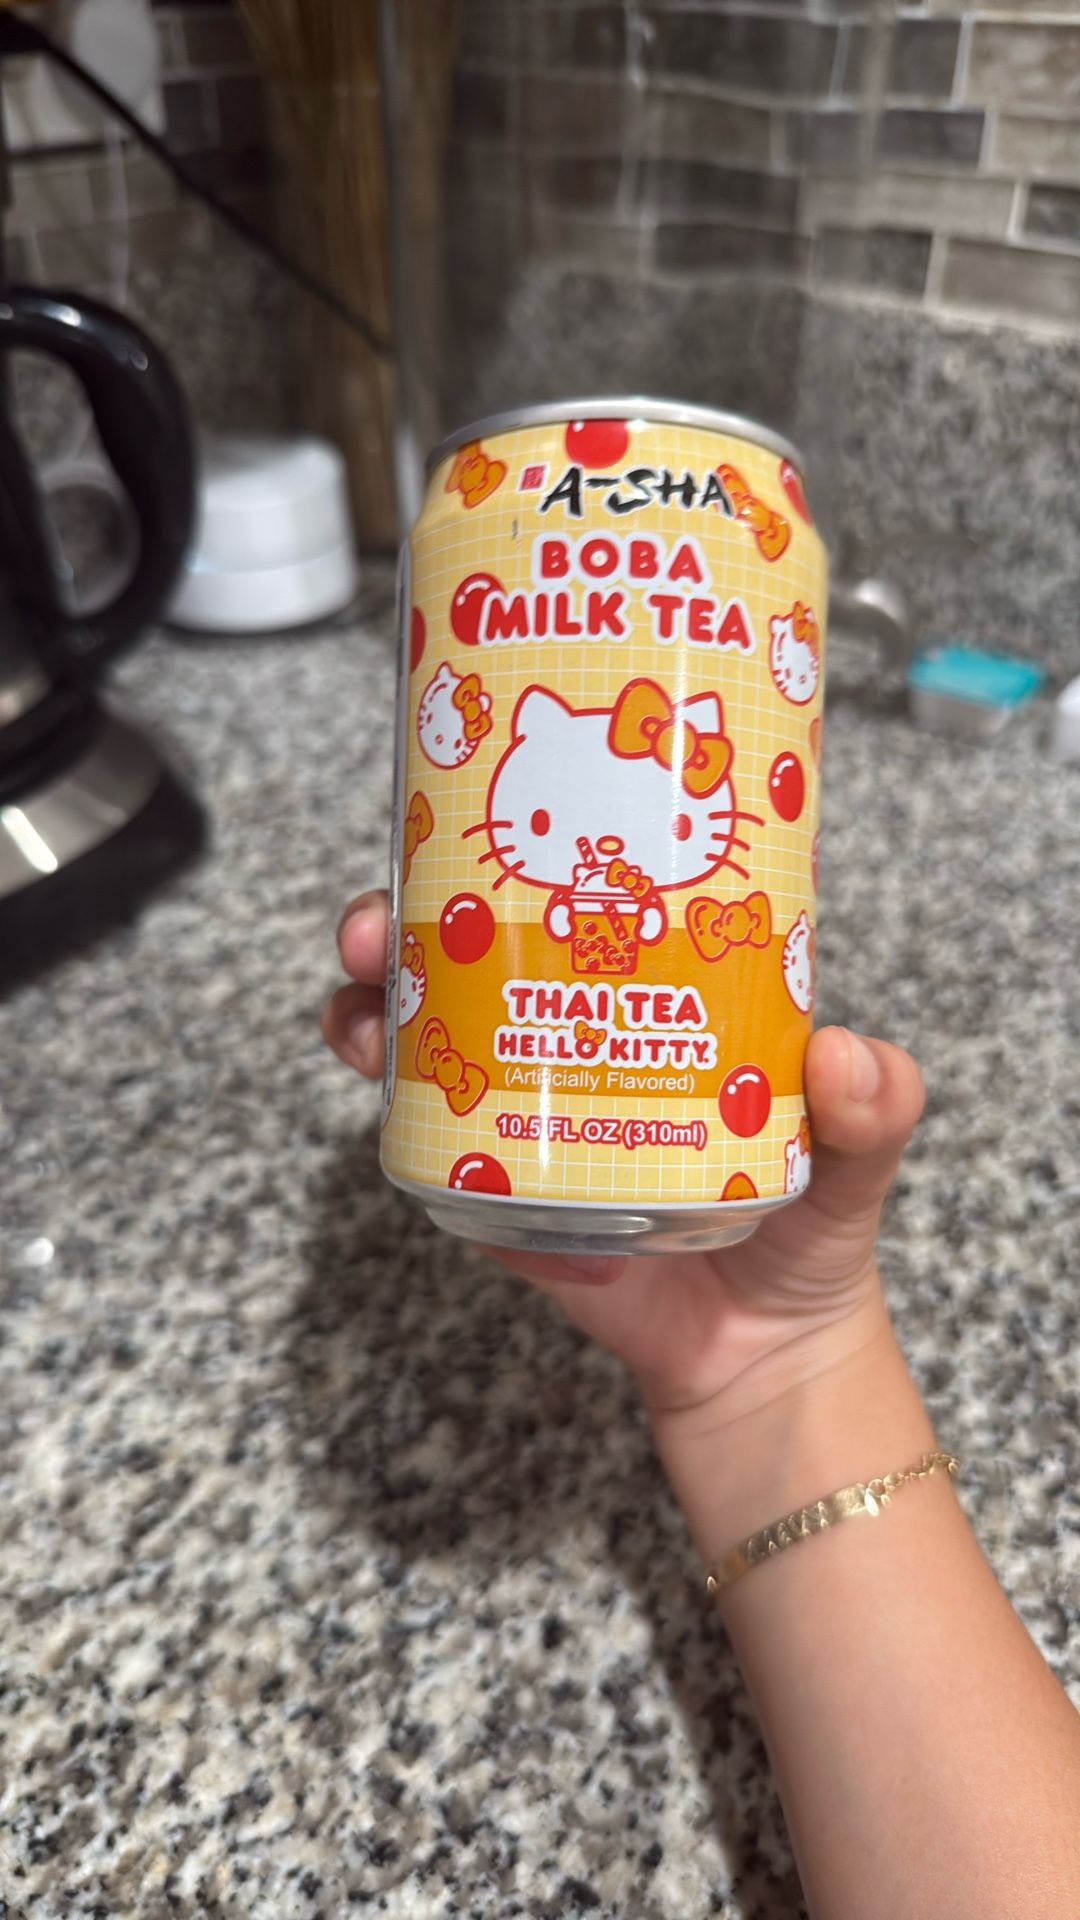 A-SHA
BOBA
MILK TEA
THAI TEA
HELLO KITTY
(Artificially Flavored)
10.5 FL OZ (310ml)